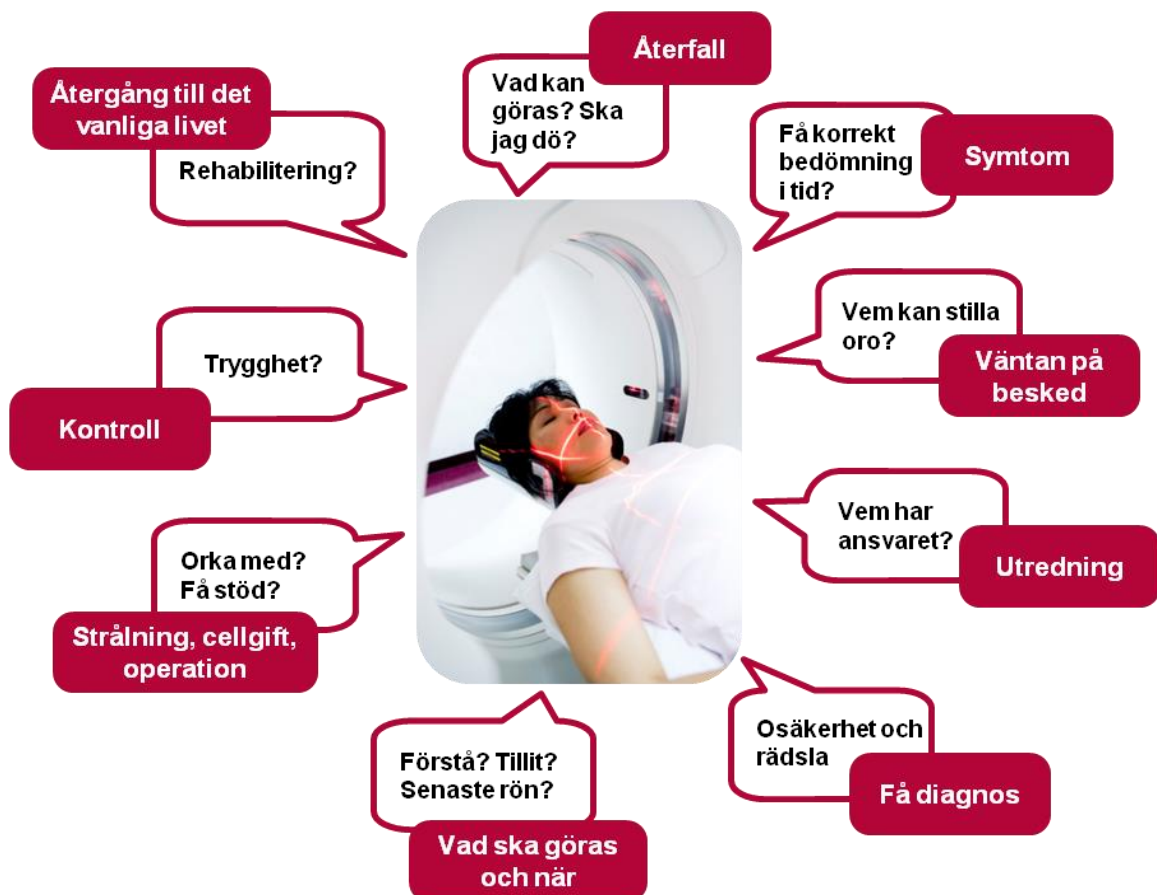 Återfall
Vad kan
göras? Ska
jag dö?
Symtom
Få korrekt
bedömning
i tid?
Väntan på
besked
Vem kan stilla
oro?
Utredning
Vem har
ansvaret?
Få diagnos
Osäkerhet och
rädsla
Vad ska göras
och när
Förstå? Tillit?
Senaste rön?
Strålning, cellgift,
operation
Orka med?
Få stöd?
Kontroll
Trygghet?
Återgång till det
vanliga livet
Rehabilitering?